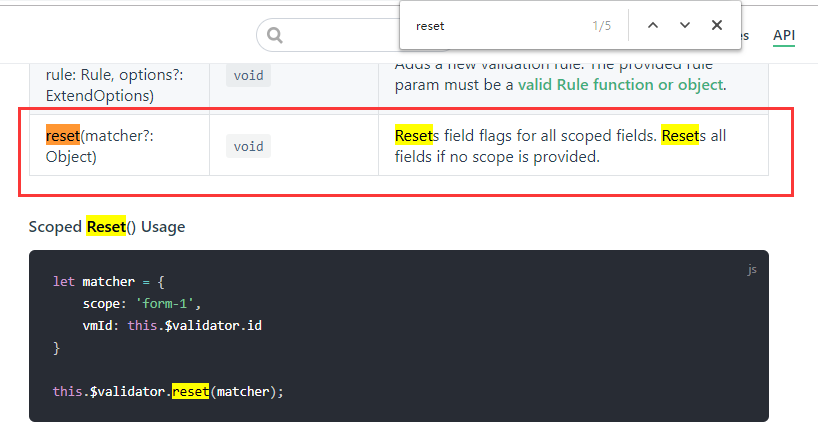 reset 1/5
es API
rule: Rule, options?:
ExtendOptions)
void
Adds a new validation rule. The provided rule
param must be a valid Rule function or object.
reset(matcher?:
Object)
void
Resets field flags for all scoped fields. Resets all
fields if no scope is provided.
Scoped Reset() Usage
js
let matcher = {
    scope: 'form-1',
    vmId: this.$validator.id
}
this.$validator.reset(matcher);